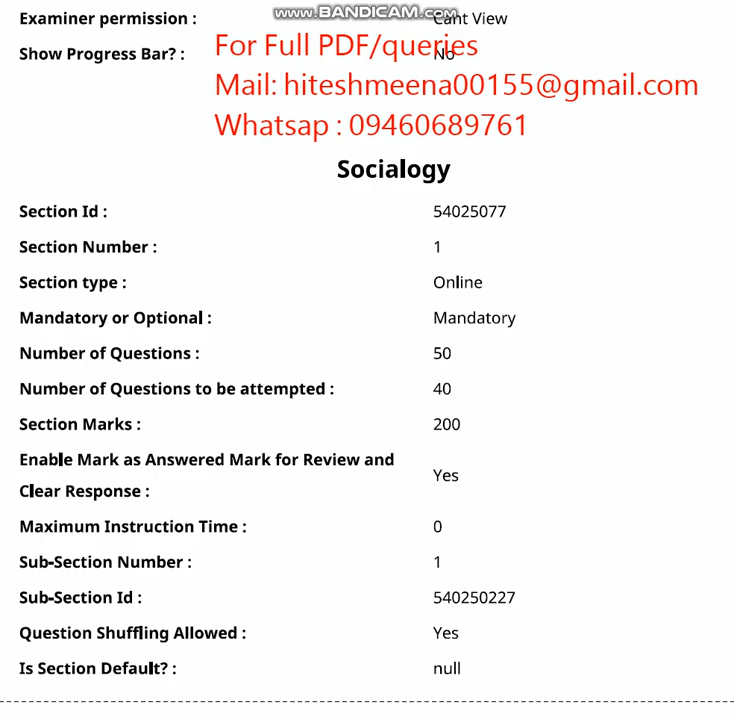 www.BANDICAM.com
Examiner permission : Cant View
For Full PDF/queries
Show Progress Bar? : No
Mail: hiteshmeena00155@gmail.com
Whatsap : 09460689761
Socialogy
Section Id : 54025077
Section Number : 1
Section type : Online
Mandatory or Optional : Mandatory
Number of Questions : 50
Number of Questions to be attempted : 40
Section Marks : 200
Enable Mark as Answered Mark for Review and
Yes
Clear Response :
Maximum Instruction Time : 0
Sub-Section Number : 1
Sub-Section Id : 540250227
Question Shuffling Allowed : Yes
Is Section Default? : null